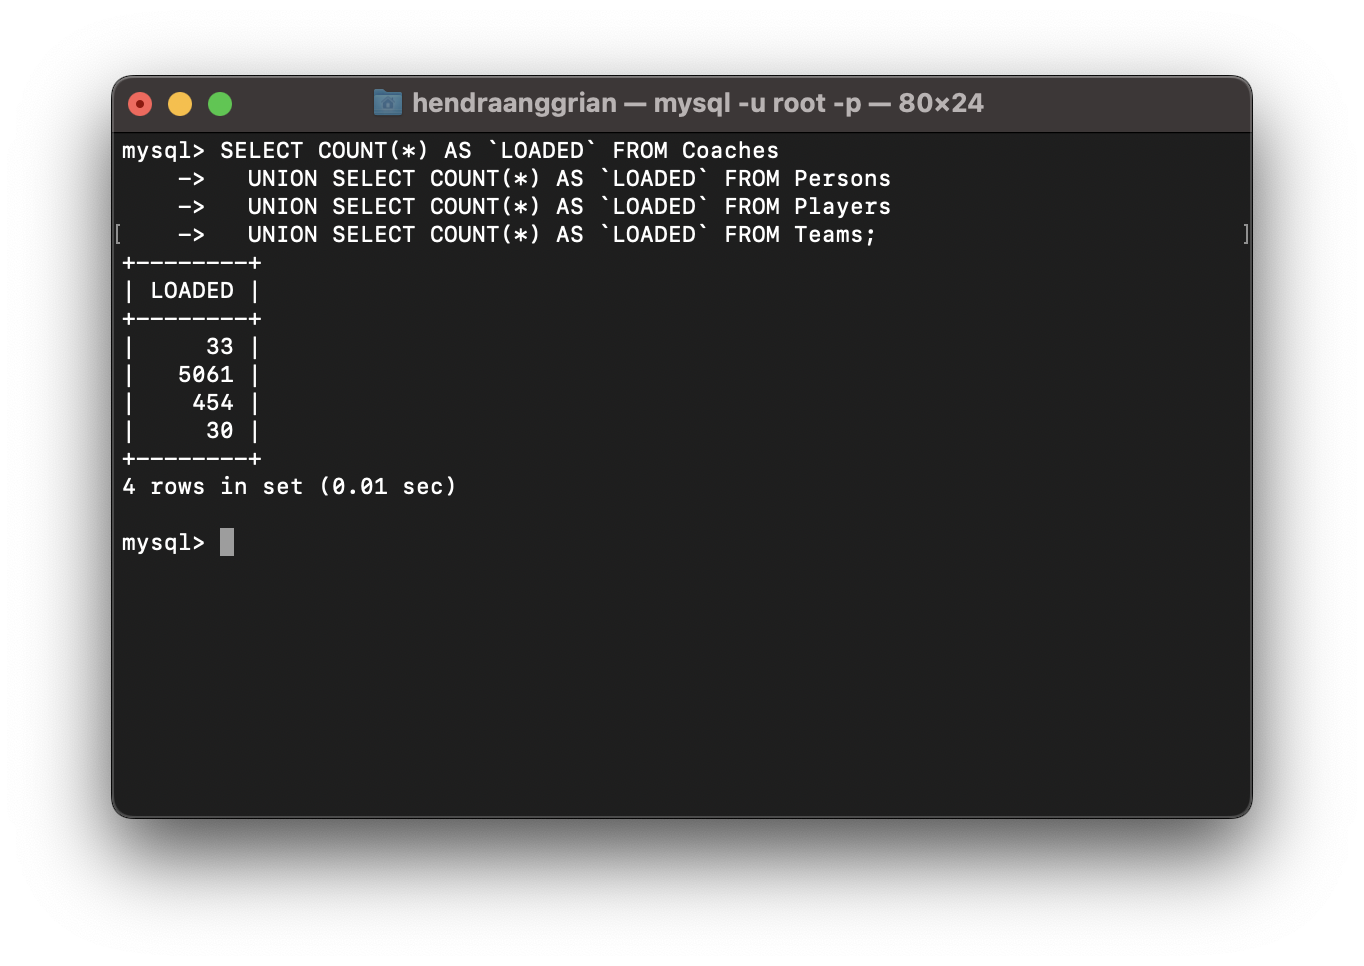 hendraanggrian — mysql -u root -p — 80×24
mysql> SELECT COUNT(*) AS `LOADED` FROM Coaches
    ->   UNION SELECT COUNT(*) AS `LOADED` FROM Persons
    ->   UNION SELECT COUNT(*) AS `LOADED` FROM Players
[    ->   UNION SELECT COUNT(*) AS `LOADED` FROM Teams; ]
+--------+
| LOADED |
+--------+
|     33 |
|   5061 |
|    454 |
|     30 |
+--------+
4 rows in set (0.01 sec)
mysql>